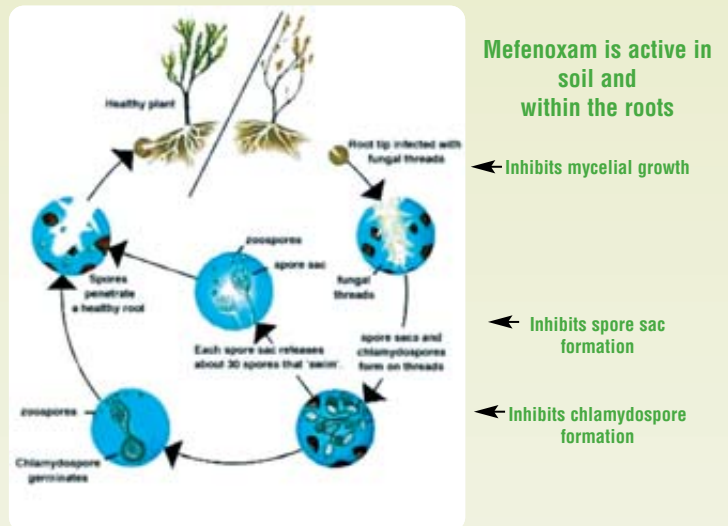 Mefenoxam is active in
soil and
within the roots
Healthy plant
Root tip infected with
fungal threads
Inhibits mycelial growth
zoospores
spore sac
Spores
penetrate
a healthy root
fungal
threads
Each spore sac releases
about 30 spores that 'swim'.
spore sacs and
chlamydospores
form on threads
Inhibits spore sac
formation
zoospores
Chlamydospore
germinates
Inhibits chlamydospore
formation